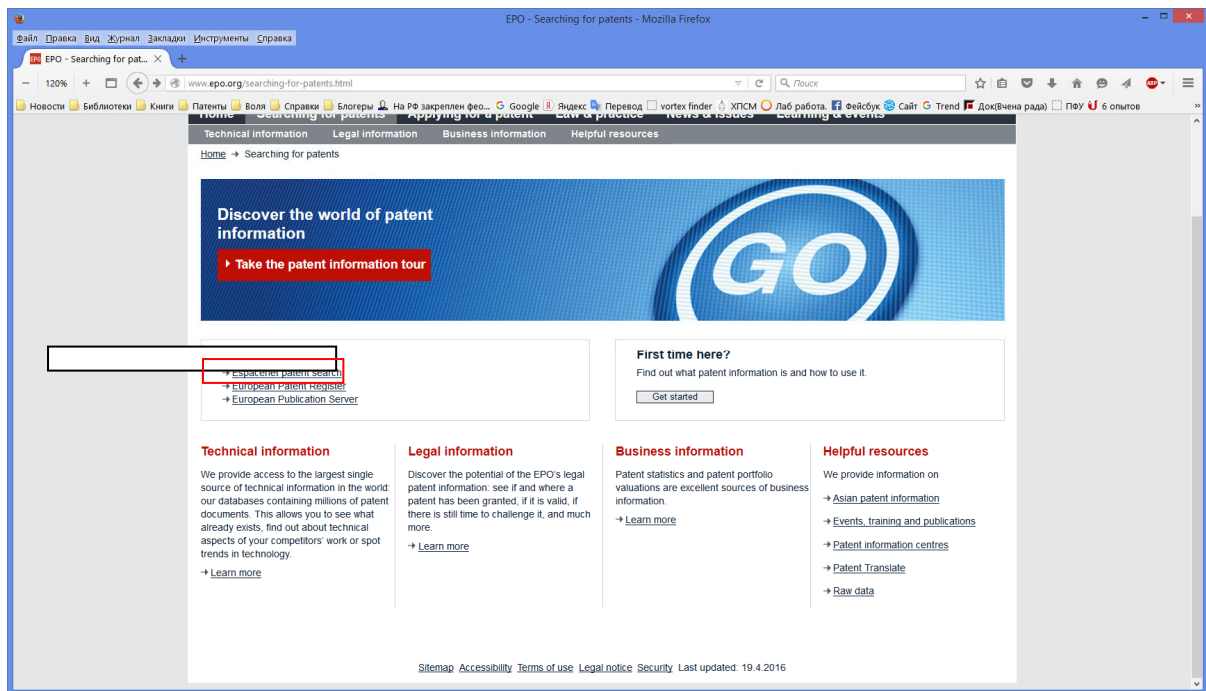 EPO - Searching for patents - Mozilla Firefox
Файл Правка Вид Журнал Закладки Инструменты Справка
EPO - Searching for pat...
120%
www.epo.org/searching-for-patents.html
Поиск
ABP
Новости Библиотеки Книги Патенты Воля Справки Блогеры На РФ закреплен фео... Google Яндекс Перевод vortex finder ХПСМ Лаб работа. Фейсбук Сайт Trend Док(Вчена рада) ПФУ 6 опытов
Home Searching for patents Applying for a patent Law & practice News & issues Learning & events
Technical information Legal information Business information Helpful resources
Home → Searching for patents
Discover the world of patent
information
Take the patent information tour
GO
→ Espacenet patent search
→ European Patent Register
→ European Publication Server
First time here?
Find out what patent information is and how to use it.
Get started
Technical information
We provide access to the largest single
source of technical information in the world:
our databases containing millions of patent
documents. This allows you to see what
already exists, find out about technical
aspects of your competitors' work or spot
trends in technology.
→ Learn more
Legal information
Discover the potential of the EPO's legal
patent information: see if and where a
patent has been granted, if it is valid, if
there is still time to challenge it, and much
more.
→ Learn more
Business information
Patent statistics and patent portfolio
valuations are excellent sources of business
information.
→ Learn more
Helpful resources
We provide information on
→ Asian patent information
→ Events, training and publications
→ Patent information centres
→ Patent Translate
→ Raw data
Sitemap Accessibility Terms of use Legal notice Security Last updated: 19.4.2016